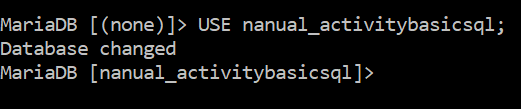 MariaDB [(none)]> USE nanual_activitybasicsql;
Database changed
MariaDB [nanual_activitybasicsql]>